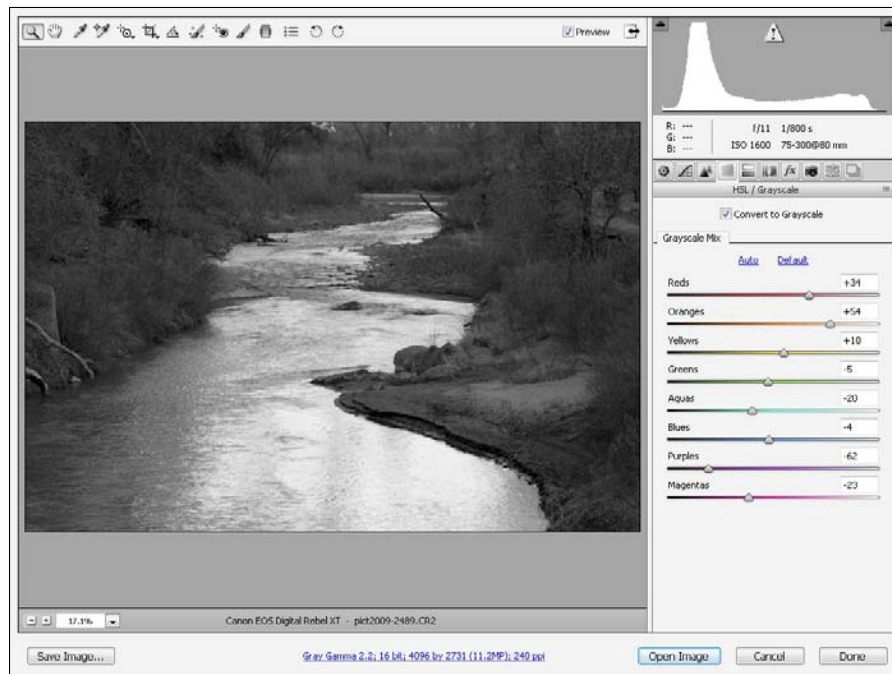 Preview
R: ---
G: ---
B: ---
f/11 1/800 s
ISO 1600 75-300@80 mm
fx
HSL / Grayscale
Convert to Grayscale
Grayscale Mix
Auto Default
Reds +34
Oranges +54
Yellows +10
Greens -5
Aquas -20
Blues -4
Purples -62
Magentas -23
17.1% Canon EOS Digital Rebel XT - pict2009-2489.CR2
Save Image... Gray Gamma 2.2; 16 bit; 4096 by 2731 (11.2MP); 240 ppi Open Image Cancel Done